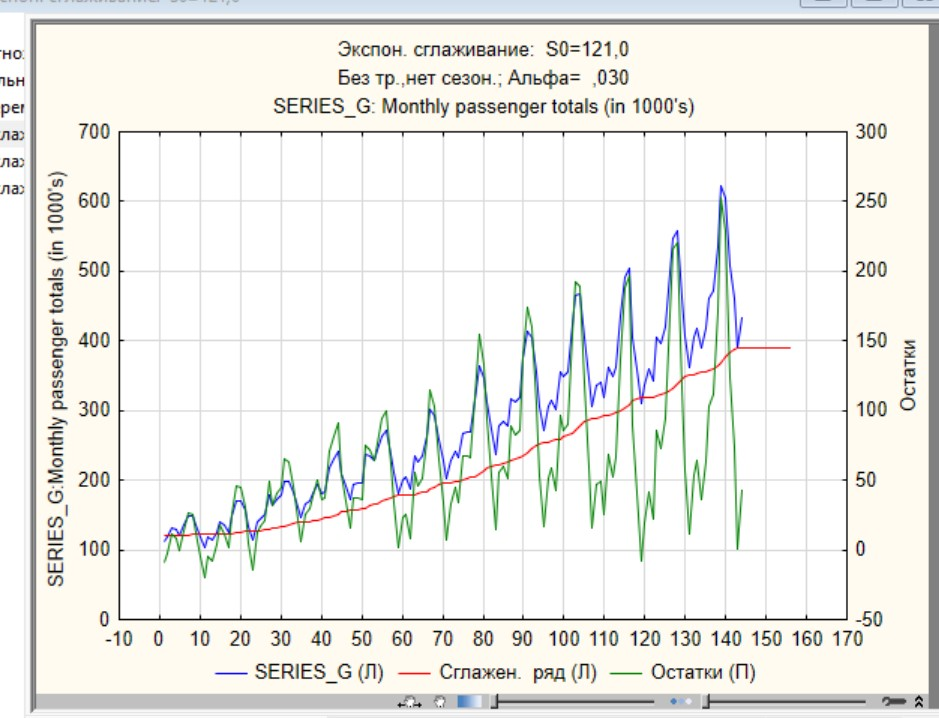 Экспон. сглаживание: S0=121,0
Без тр.,нет сезон.; Альфа= ,030
SERIES_G: Monthly passenger totals (in 1000's)
700
600
500
400
300
200
100
0
SERIES_G:Monthly passenger totals (in 1000's)
300
250
200
150
100
50
0
-50
Остатки
-10 0 10 20 30 40 50 60 70 80 90 100 110 120 130 140 150 160 170
SERIES_G (Л) Сглажен. ряд (Л) Остатки (П)